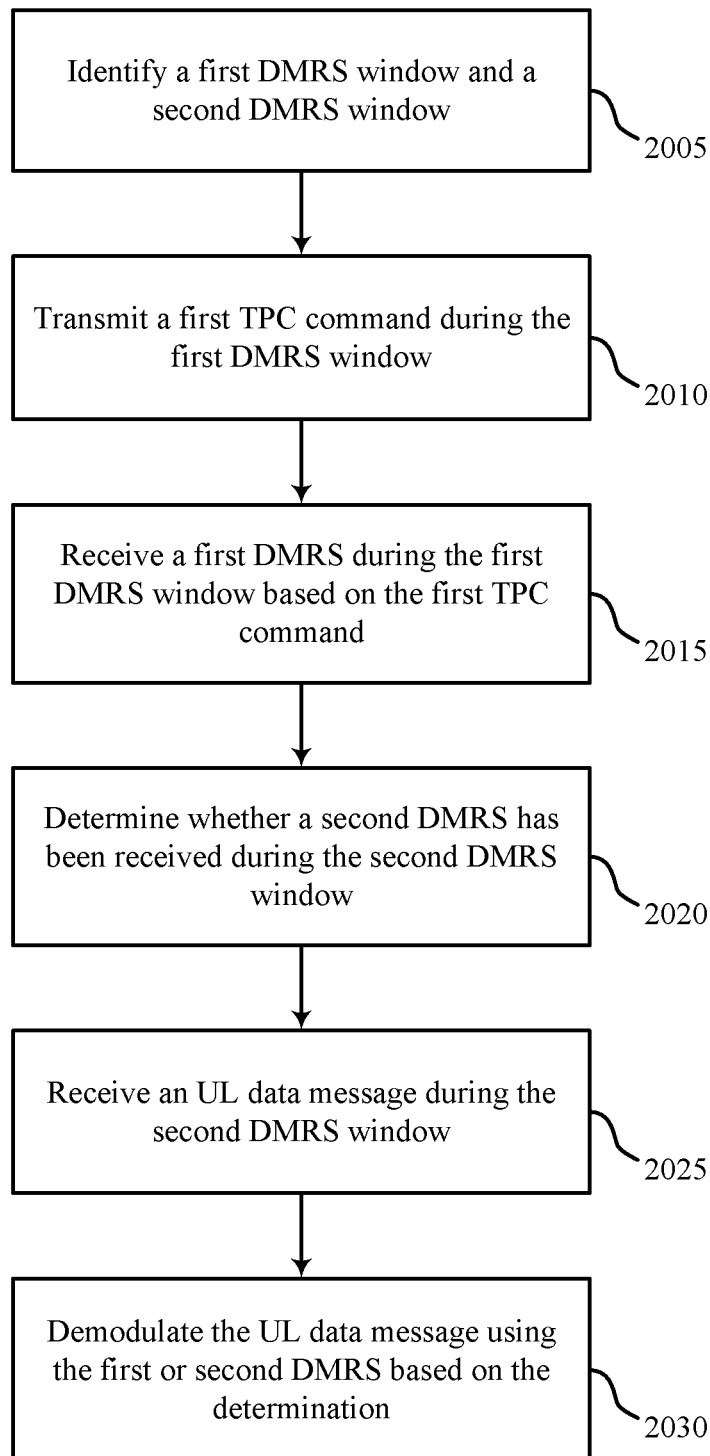 Identify a first DMRS window and a
second DMRS window
2005
Transmit a first TPC command during the
first DMRS window
2010
Receive a first DMRS during the first
DMRS window based on the first TPC
command
2015
Determine whether a second DMRS has
been received during the second DMRS
window
2020
Receive an UL data message during the
second DMRS window
2025
Demodulate the UL data message using
the first or second DMRS based on the
determination
2030